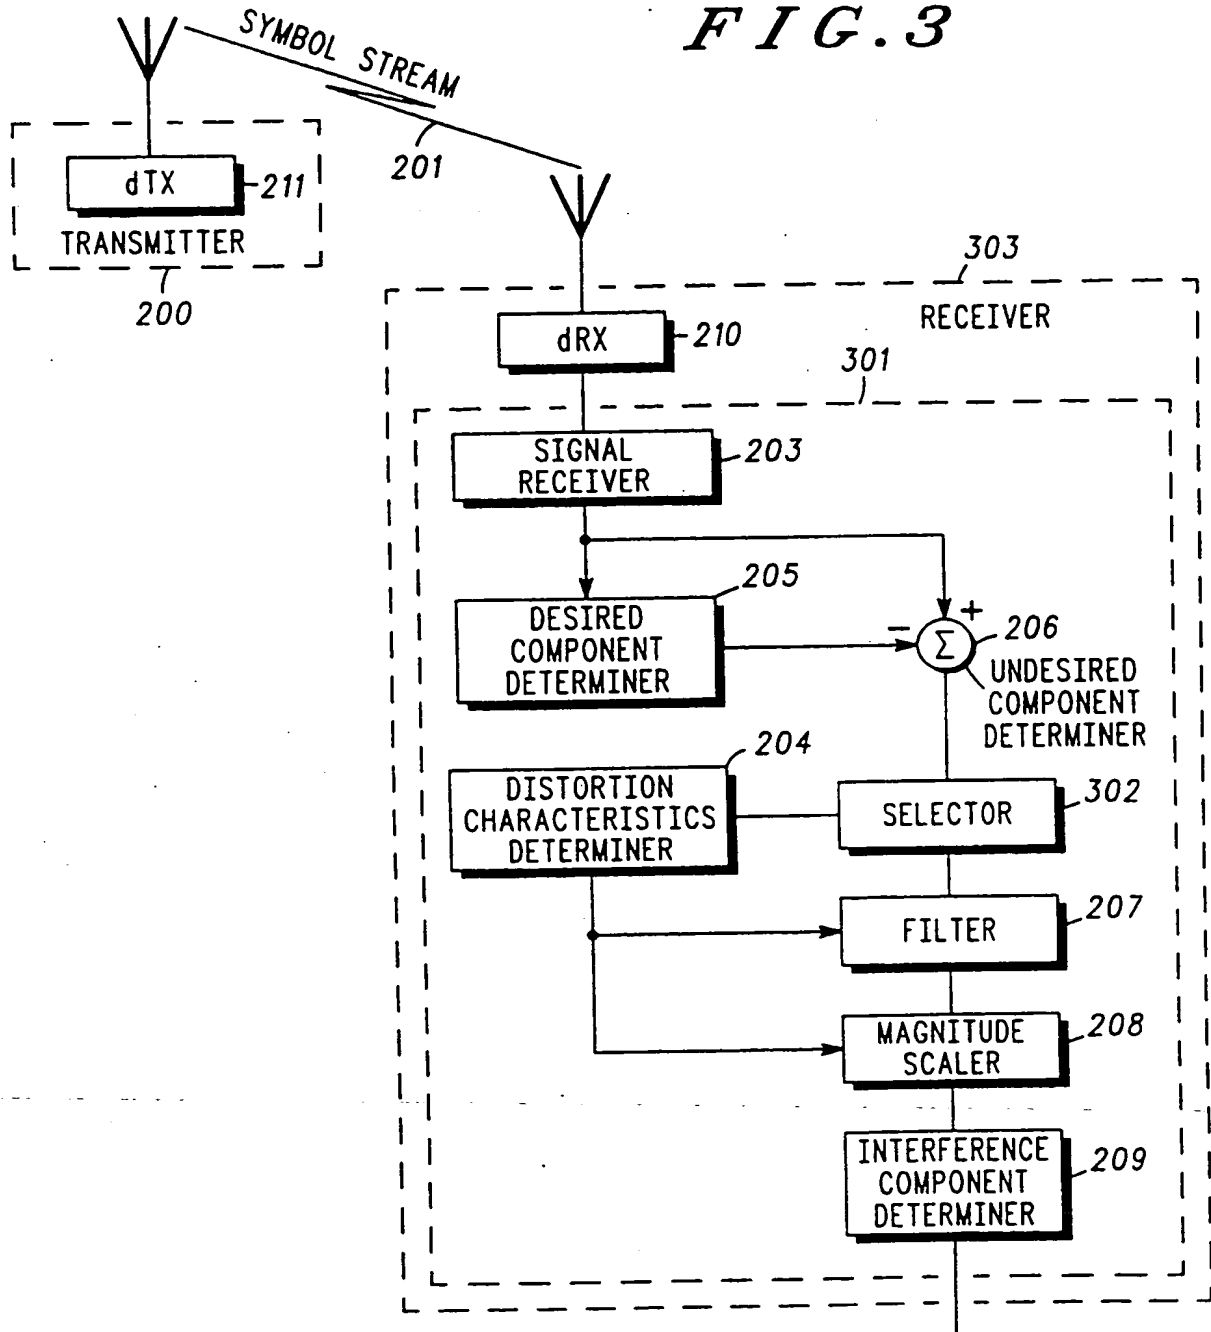 FIG.3
SYMBOL STREAM
201
dTX
211
TRANSMITTER
200
303
RECEIVER
dRX
210
301
SIGNAL
RECEIVER
203
205
DESIRED
COMPONENT
DETERMINER
- +
Σ
206
UNDESIRED
COMPONENT
DETERMINER
204
DISTORTION
CHARACTERISTICS
DETERMINER
SELECTOR
302
FILTER
207
MAGNITUDE
SCALER
208
INTERFERENCE
COMPONENT
DETERMINER
209